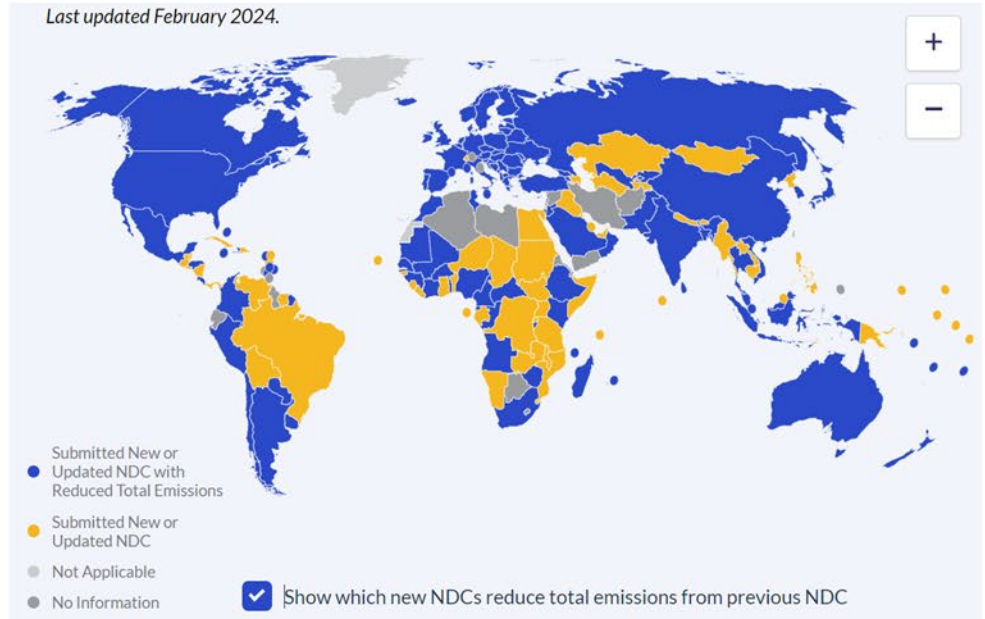 Last updated February 2024.
+
−
Submitted New or
Updated NDC with
Reduced Total Emissions
Submitted New or
Updated NDC
Not Applicable
No Information
Show which new NDCs reduce total emissions from previous NDC